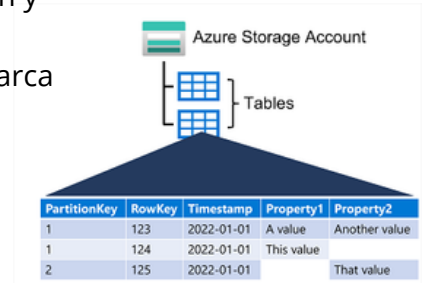 y
arca
Azure Storage Account
Tables
PartitionKey RowKey Timestamp Property1 Property2
1 123 2022-01-01 A value Another value
1 124 2022-01-01 This value
2 125 2022-01-01 That value